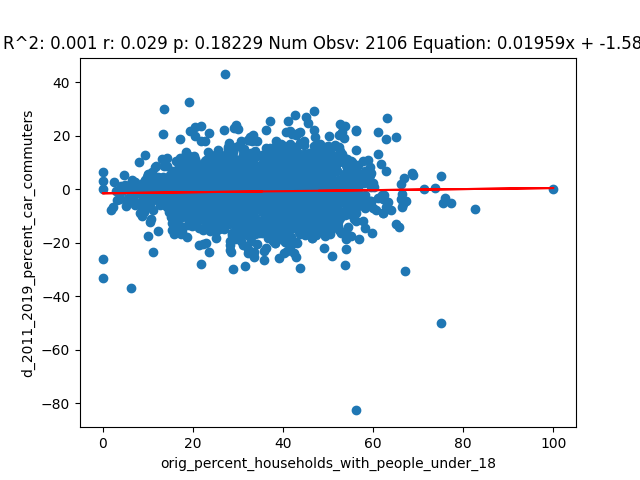 R^2: 0.001 r: 0.029 p: 0.18229 Num Obsv: 2106 Equation: 0.01959x + -1.58
40
20
0
−20
−40
−60
−80
d_2011_2019_percent_car_commuters
0 20 40 60 80 100
orig_percent_households_with_people_under_18